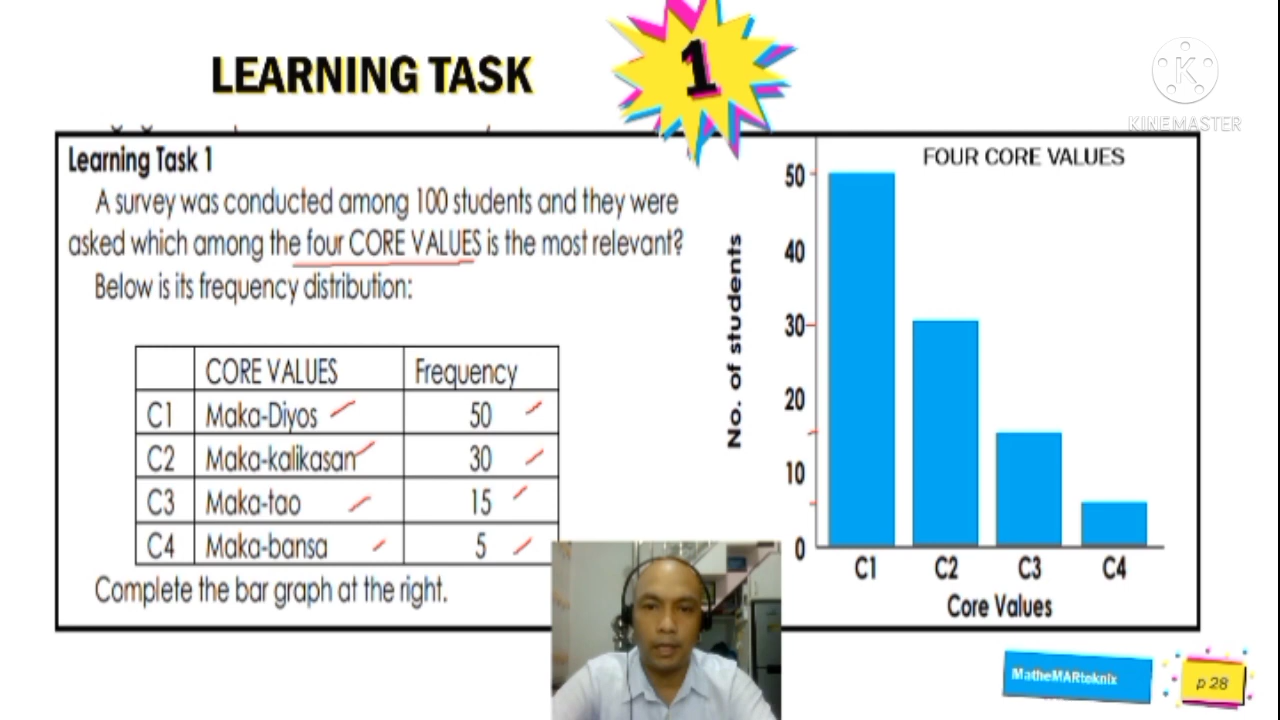 LEARNING TASK
1
KINEMASTER
Learning Task 1
A survey was conducted among 100 students and they were
asked which among the four CORE VALUES is the most relevant?
Below is its frequency distribution:
CORE VALUES Frequency
C1 Maka-Diyos 50
C2 Maka-kalikasan 30
C3 Maka-tao 15
C4 Maka-bansa 5
Complete the bar graph at the right.
FOUR CORE VALUES
No. of students
50
40
30
20
10
0
C1 C2 C3 C4
Core Values
MatheMARteknix
p 28